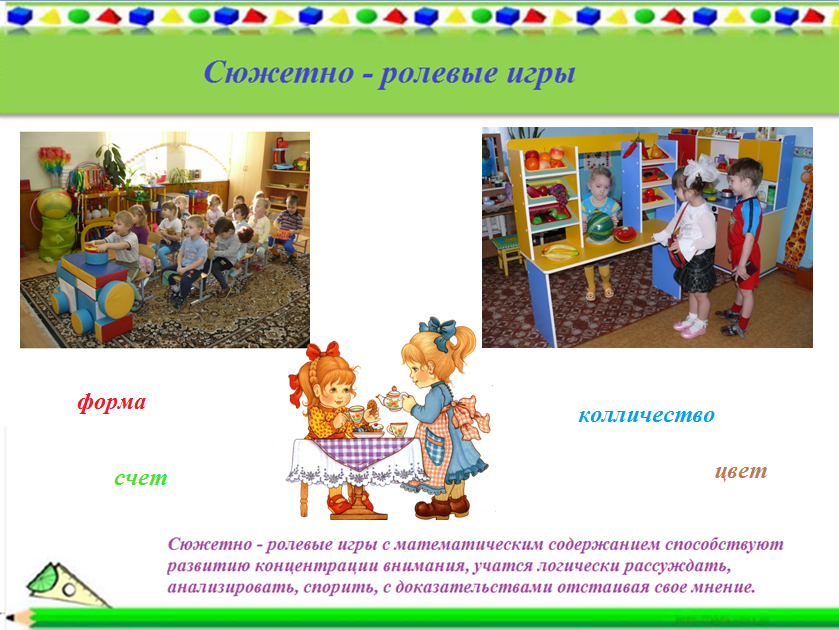 Сюжетно - ролевые игры
форма
колличество
счет
цвет
Сюжетно - ролевые игры с математическим содержанием способствуют
развитию концентрации внимания, учатся логически рассуждать,
анализировать, спорить, с доказательствами отстаивая свое мнение.